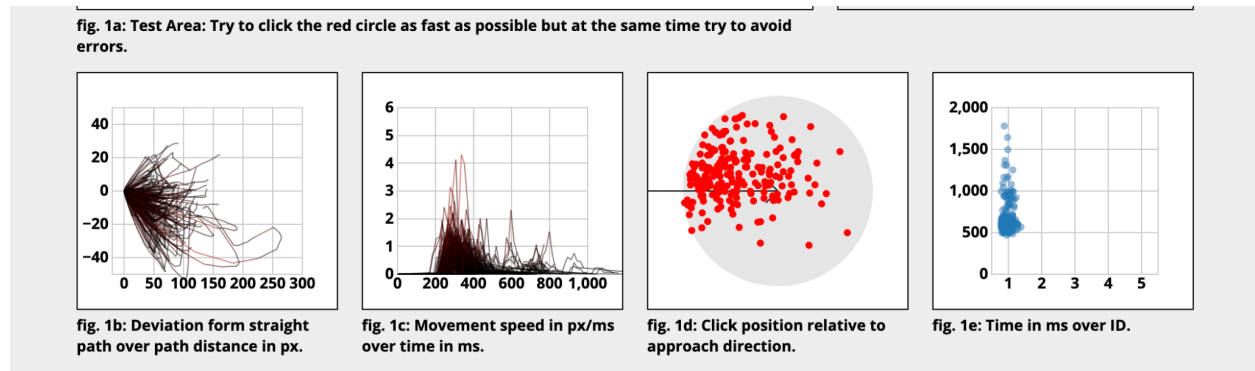 fig. 1a: Test Area: Try to click the red circle as fast as possible but at the same time try to avoid
errors.
40
20
0
−20
−40
0 50 100 150 200 250 300
fig. 1b: Deviation form straight
path over path distance in px.
6
5
4
3
2
1
0
0 200 400 600 800 1,000
fig. 1c: Movement speed in px/ms
over time in ms.
fig. 1d: Click position relative to
approach direction.
2,000
1,500
1,000
500
0
1 2 3 4 5
fig. 1e: Time in ms over ID.